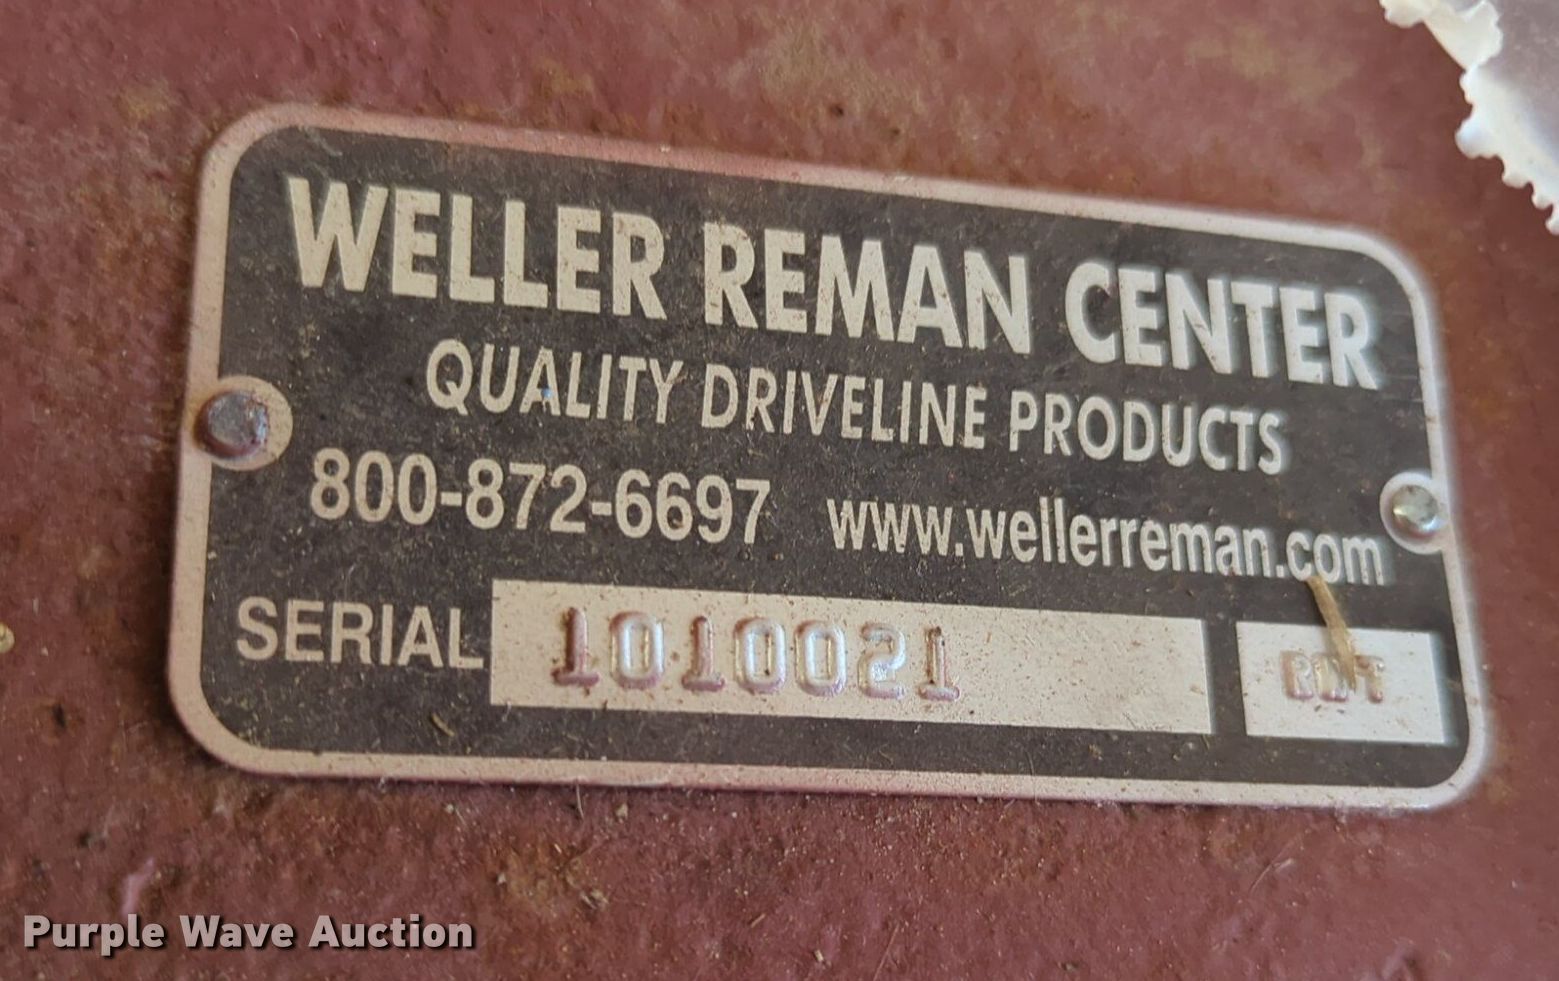 WELLER REMAN CENTER
QUALITY DRIVELINE PRODUCTS
800-872-6697 www.wellerreman.com
SERIAL 1010021
Purple Wave Auction